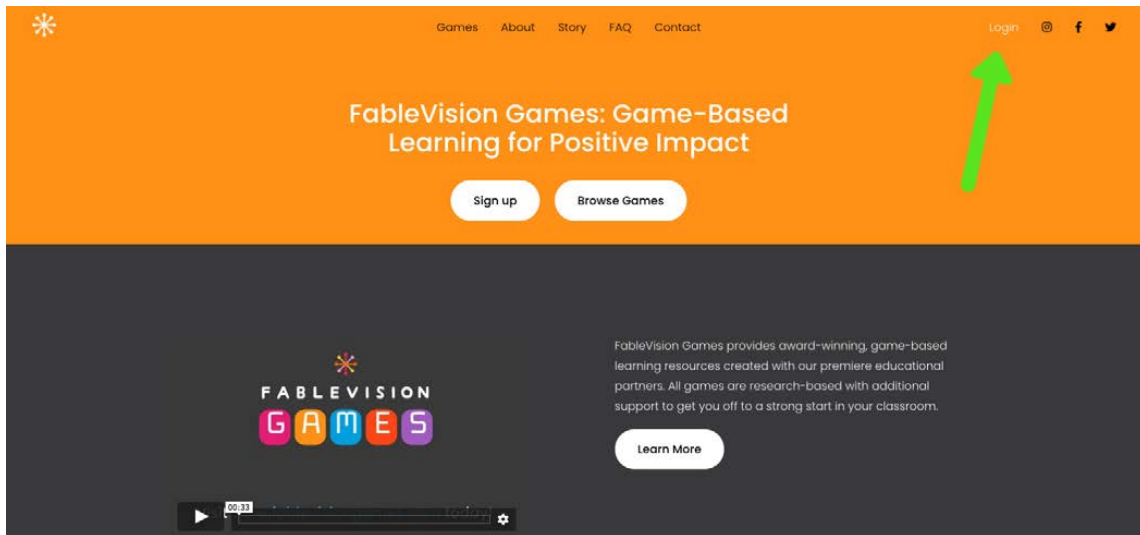 Games About Story FAQ Contact Login
FableVision Games: Game-Based
Learning for Positive Impact
Sign up Browse Games
FABLEVISION
GAMES
00:33
today
FableVision Games provides award-winning, game-based
learning resources created with our premiere educational
partners. All games are research-based with additional
support to get you off to a strong start in your classroom.
Learn More